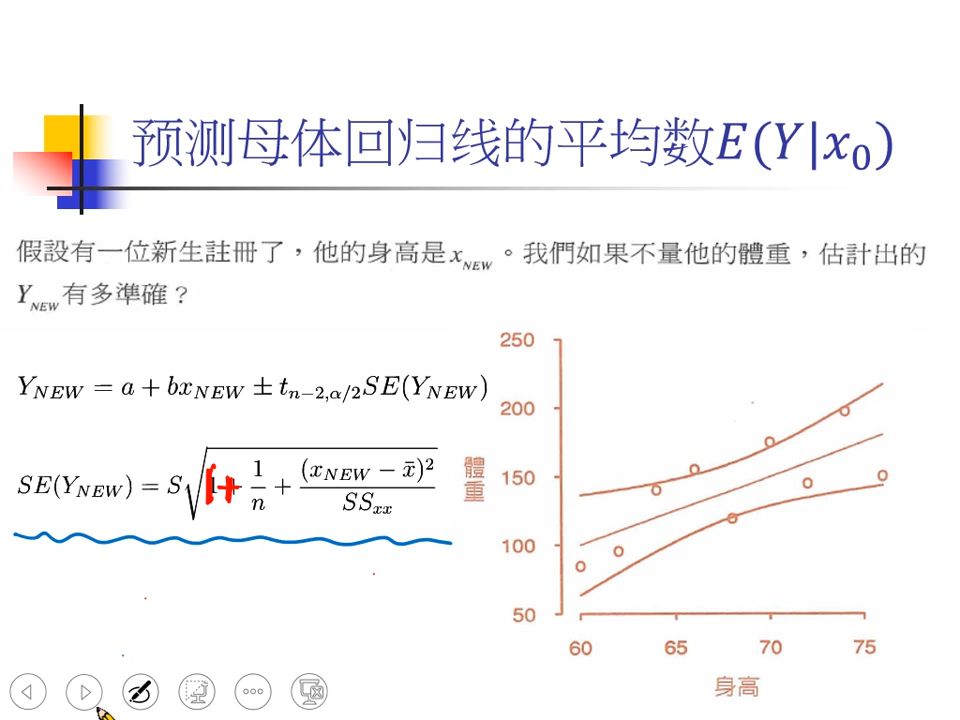 预测母体回归线的平均数E(Y|x₀)
假設有一位新生註冊了，他的身高是x_NEW。我們如果不量他的體重，估計出的
Y_NEW有多準確？
Y_NEW = a + bx_NEW ± t_{n−2,α/2}SE(Y_NEW)
SE(Y_NEW) = S√(1 + 1/n + (x_NEW − x̄)²/SS_xx)
250
200
150
100
50
體重
60 65 70 75
身高